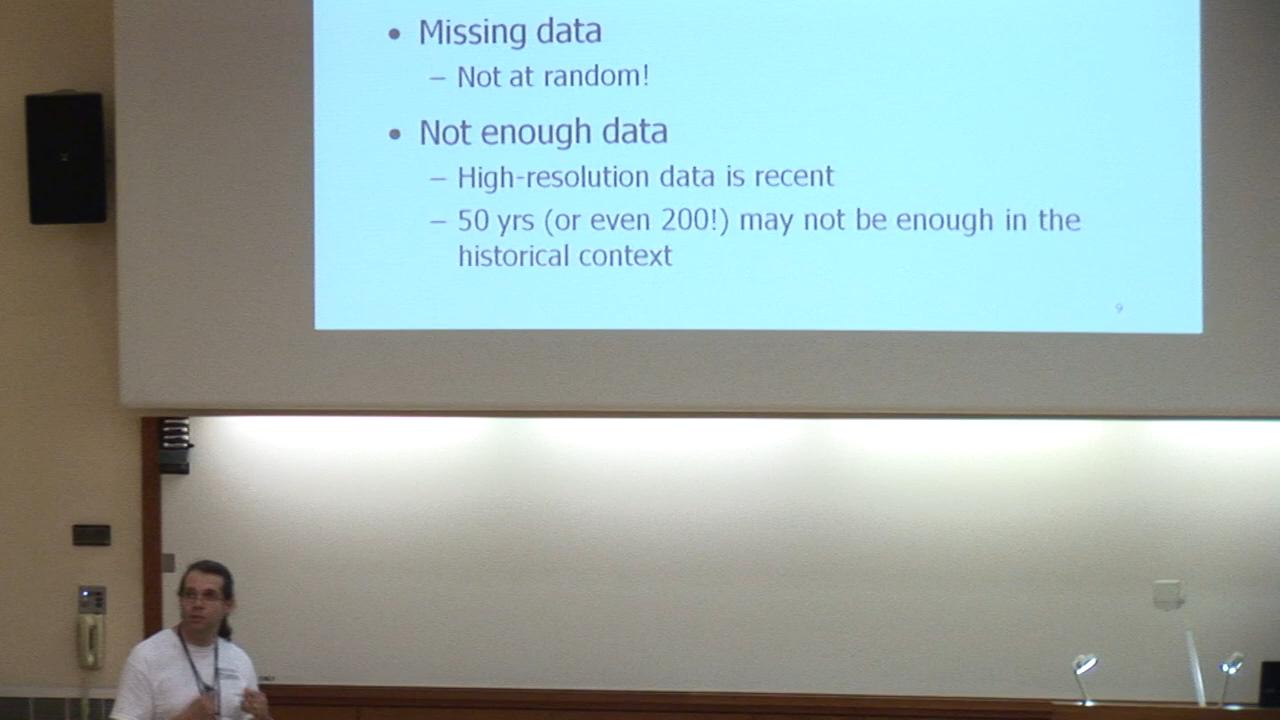 • Missing data
– Not at random!
• Not enough data
– High-resolution data is recent
– 50 yrs (or even 200!) may not be enough in the
historical context
9